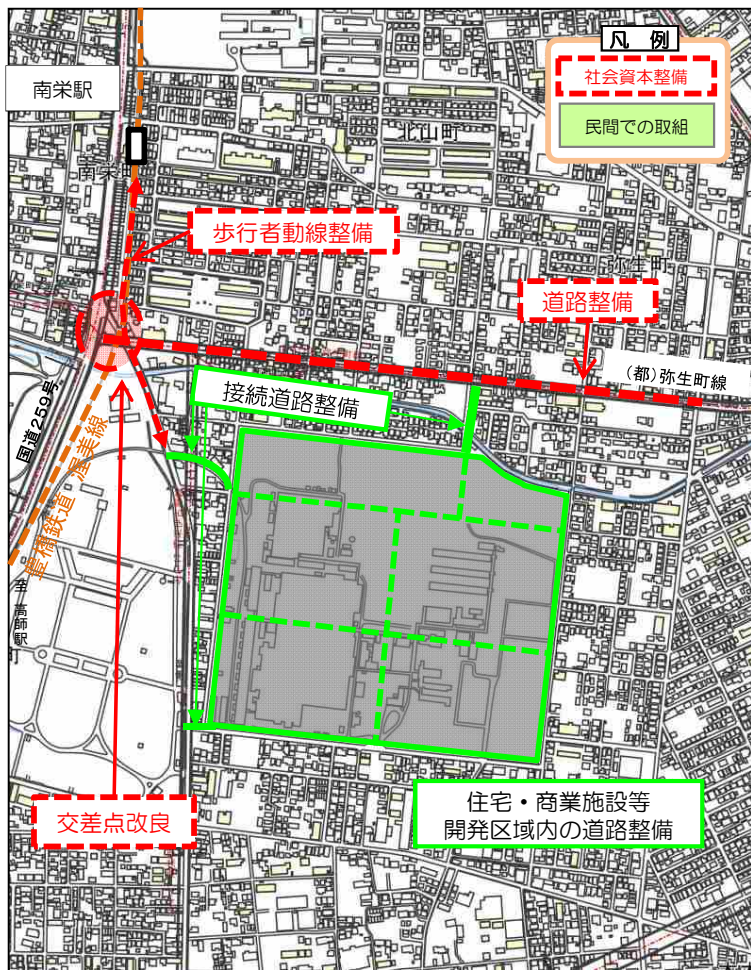 凡 例
社会資本整備
民間での取組
南栄駅
北山町
南栄町
歩行者動線整備
弥生町
道路整備
(都)弥生町線
接続道路整備
国道259号
豊橋鉄道 渥美線
至 高師駅
町
交差点改良
住宅・商業施設等
開発区域内の道路整備